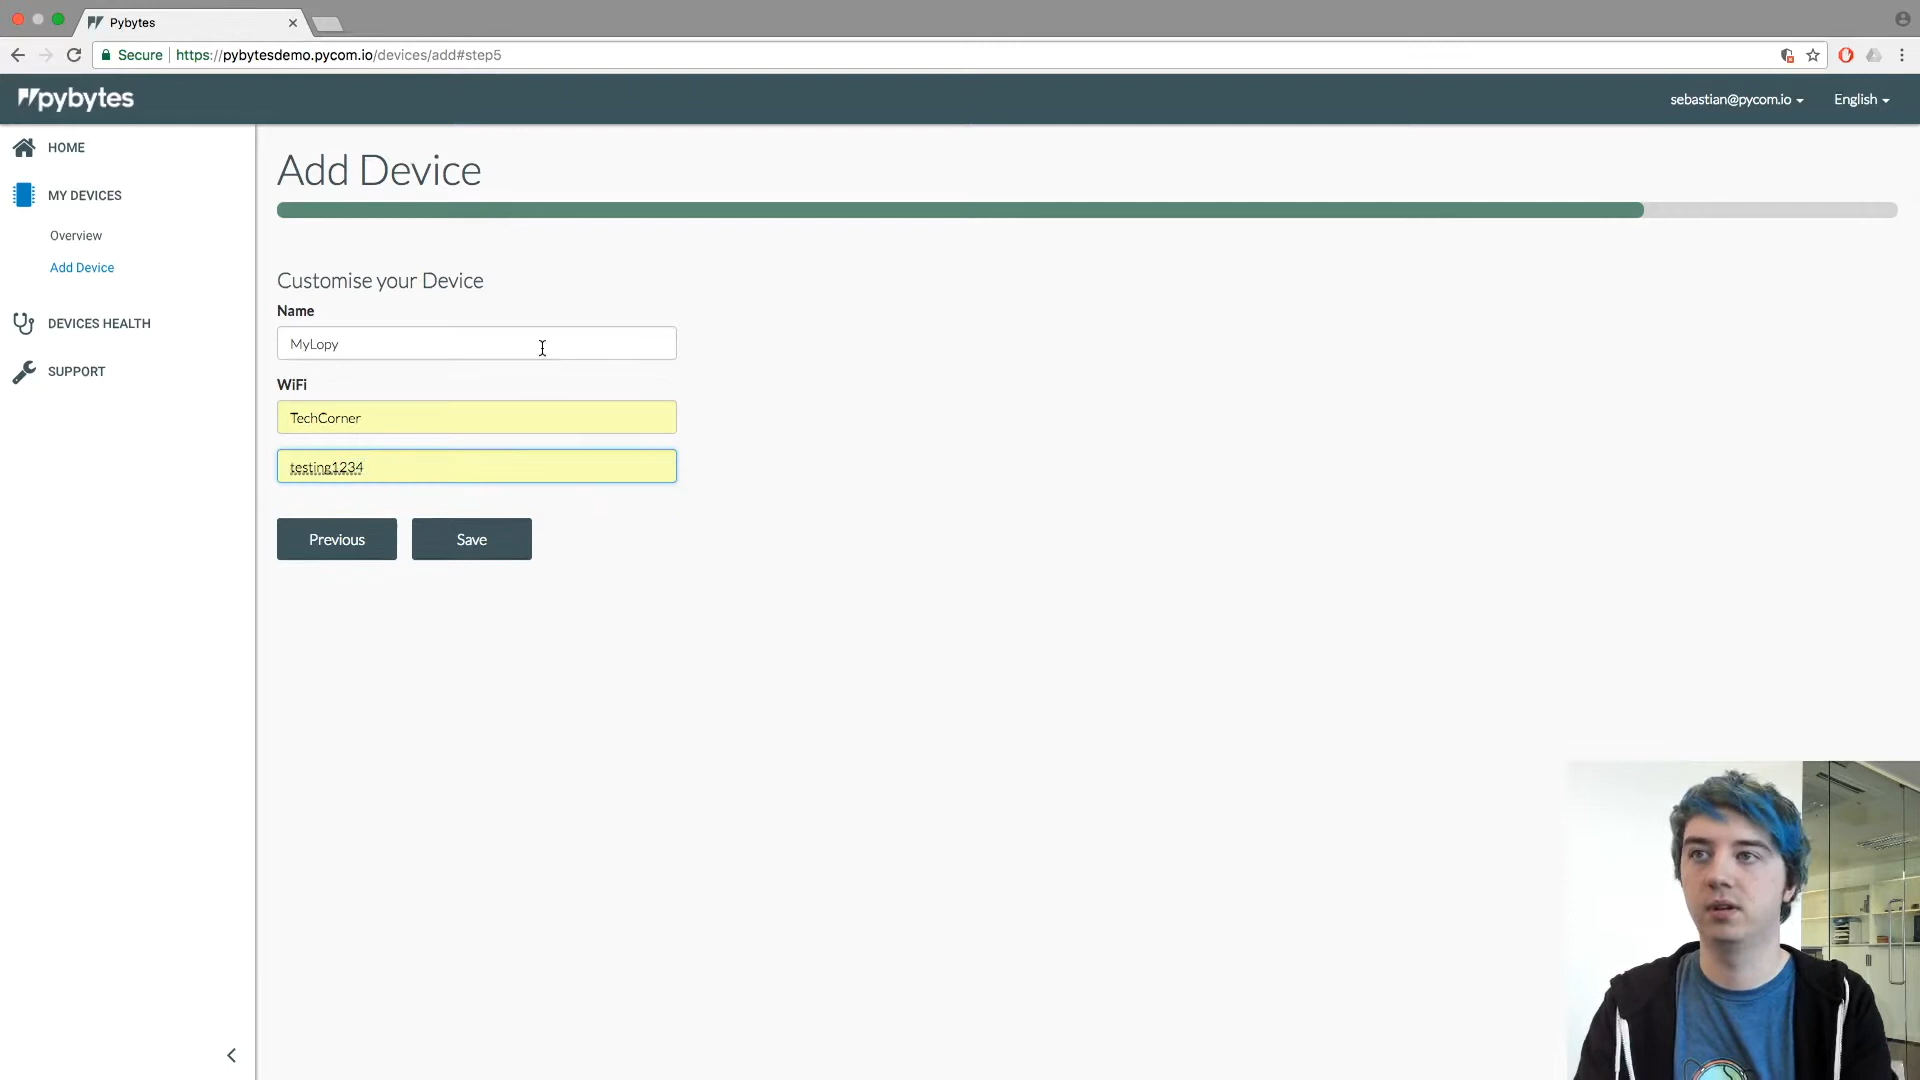 Pybytes
Secure https://pybytesdemo.pycom.io/devices/add#step5
pybytes
sebastian@pycom.io
English
HOME
MY DEVICES
Overview
Add Device
DEVICES HEALTH
SUPPORT
Add Device
Customise your Device
Name
MyLopy
WiFi
TechCorner
testing1234
Previous
Save